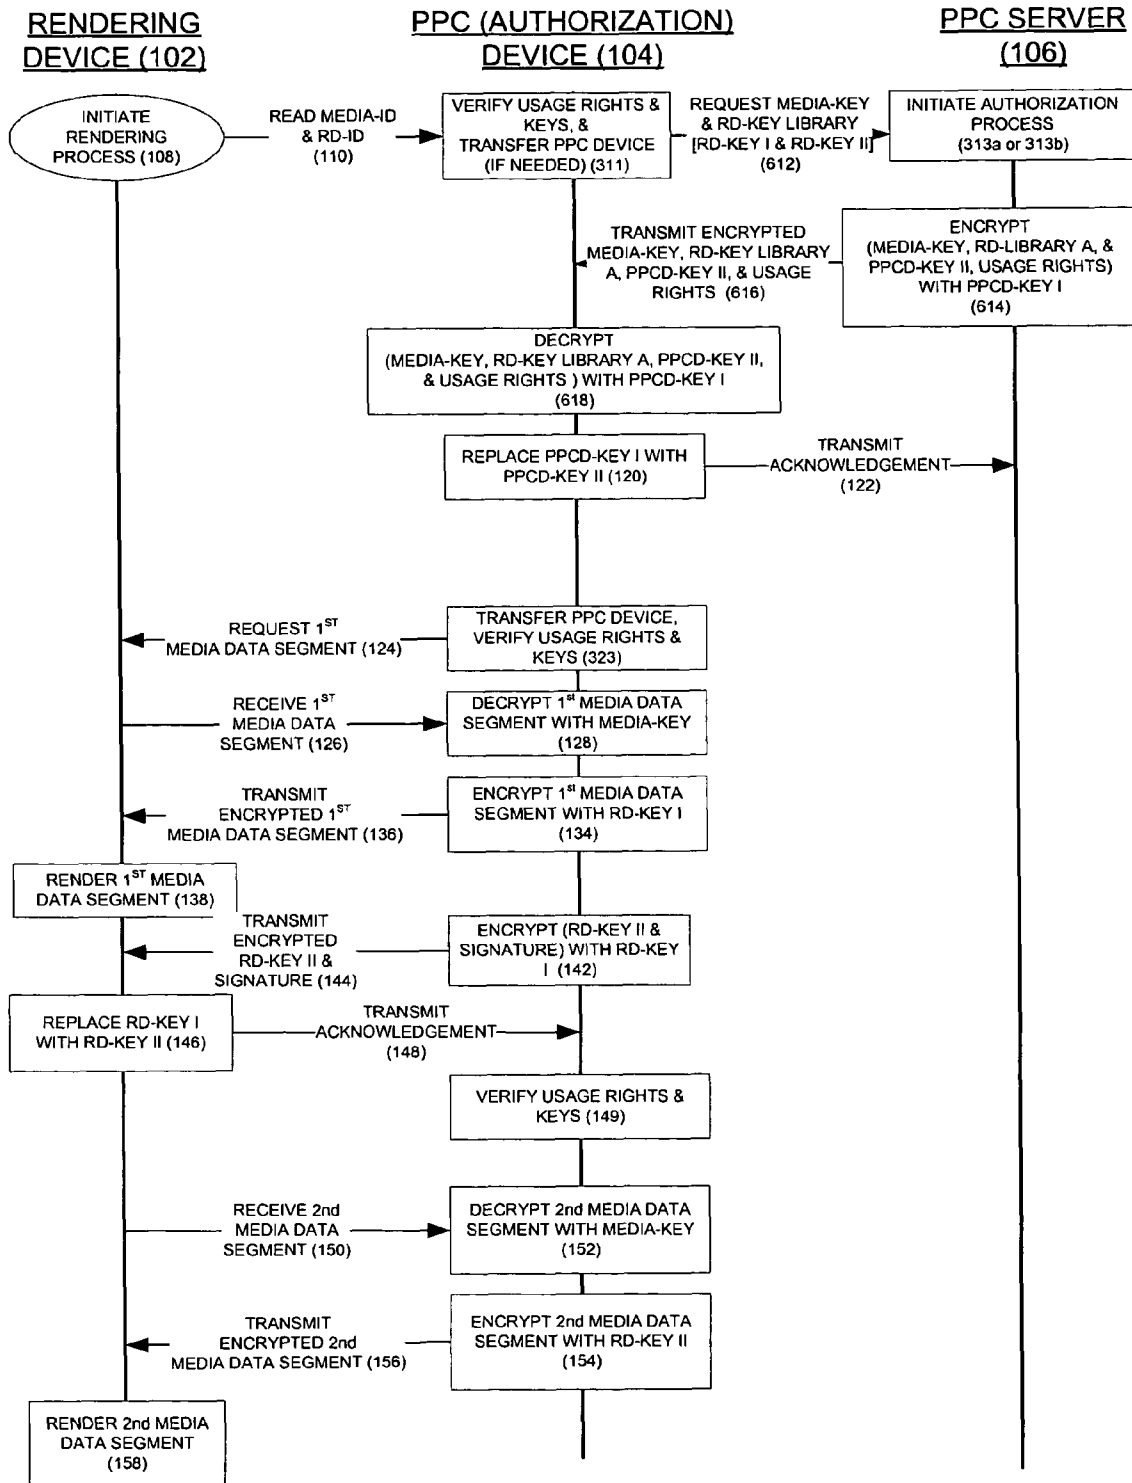 RENDERING
DEVICE (102)
PPC (AUTHORIZATION)
DEVICE (104)
PPC SERVER
(106)
INITIATE
RENDERING
PROCESS (108)
READ MEDIA-ID
& RD-ID
(110)
VERIFY USAGE RIGHTS &
KEYS, &
TRANSFER PPC DEVICE
(IF NEEDED) (311)
REQUEST MEDIA-KEY
& RD-KEY LIBRARY
[RD-KEY I & RD-KEY II]
(612)
INITIATE AUTHORIZATION
PROCESS
(313a or 313b)
TRANSMIT ENCRYPTED
MEDIA-KEY, RD-KEY LIBRARY
A, PPCD-KEY II, & USAGE
RIGHTS (616)
ENCRYPT
(MEDIA-KEY, RD-LIBRARY A, &
PPCD-KEY II, USAGE RIGHTS)
WITH PPCD-KEY I
(614)
DECRYPT
(MEDIA-KEY, RD-KEY LIBRARY A, PPCD-KEY II,
& USAGE RIGHTS ) WITH PPCD-KEY I
(618)
REPLACE PPCD-KEY I WITH
PPCD-KEY II (120)
TRANSMIT
ACKNOWLEDGEMENT
(122)
REQUEST 1ST
MEDIA DATA SEGMENT (124)
TRANSFER PPC DEVICE,
VERIFY USAGE RIGHTS &
KEYS (323)
RECEIVE 1ST
MEDIA DATA
SEGMENT (126)
DECRYPT 1st MEDIA DATA
SEGMENT WITH MEDIA-KEY
(128)
TRANSMIT
ENCRYPTED 1ST
MEDIA DATA SEGMENT (136)
ENCRYPT 1st MEDIA DATA
SEGMENT WITH RD-KEY I
(134)
RENDER 1ST MEDIA
DATA SEGMENT (138)
TRANSMIT
ENCRYPTED
RD-KEY II &
SIGNATURE (144)
ENCRYPT (RD-KEY II &
SIGNATURE) WITH RD-KEY
I (142)
REPLACE RD-KEY I
WITH RD-KEY II (146)
TRANSMIT
ACKNOWLEDGEMENT
(148)
VERIFY USAGE RIGHTS &
KEYS (149)
RECEIVE 2nd
MEDIA DATA
SEGMENT (150)
DECRYPT 2nd MEDIA DATA
SEGMENT WITH MEDIA-KEY
(152)
TRANSMIT
ENCRYPTED 2nd
MEDIA DATA SEGMENT (156)
ENCRYPT 2nd MEDIA DATA
SEGMENT WITH RD-KEY II
(154)
RENDER 2nd MEDIA
DATA SEGMENT
(158)